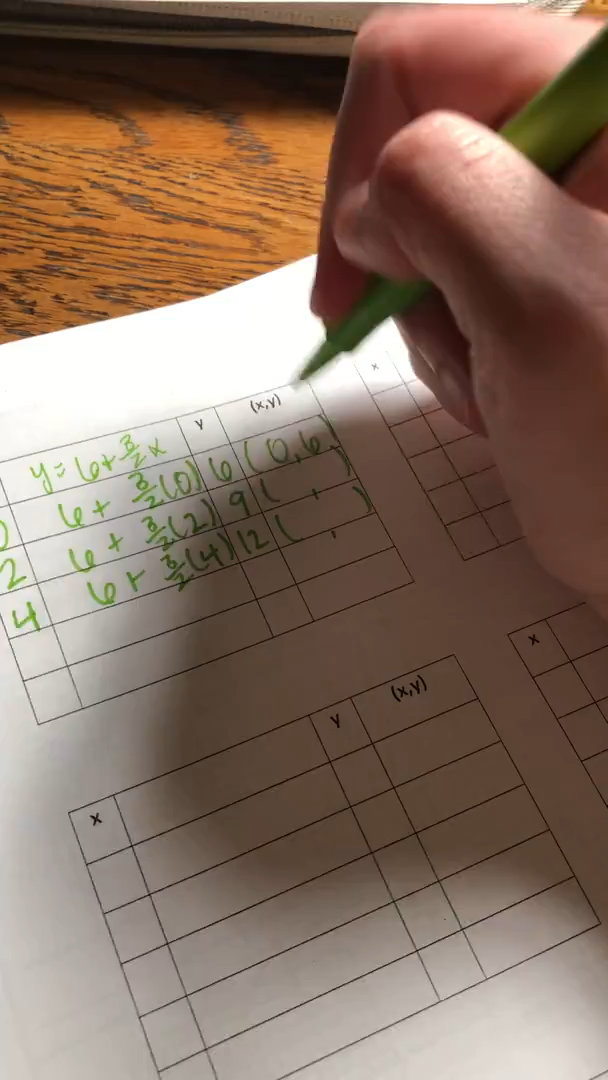 y (x,y) x
y = 6 + 3/2 x
0 6 + 3/2 (0) 6 (0,6)
2 6 + 3/2 (2) 9 ( , )
4 6 + 3/2 (4) 12 ( , )
x
x y (x,y)